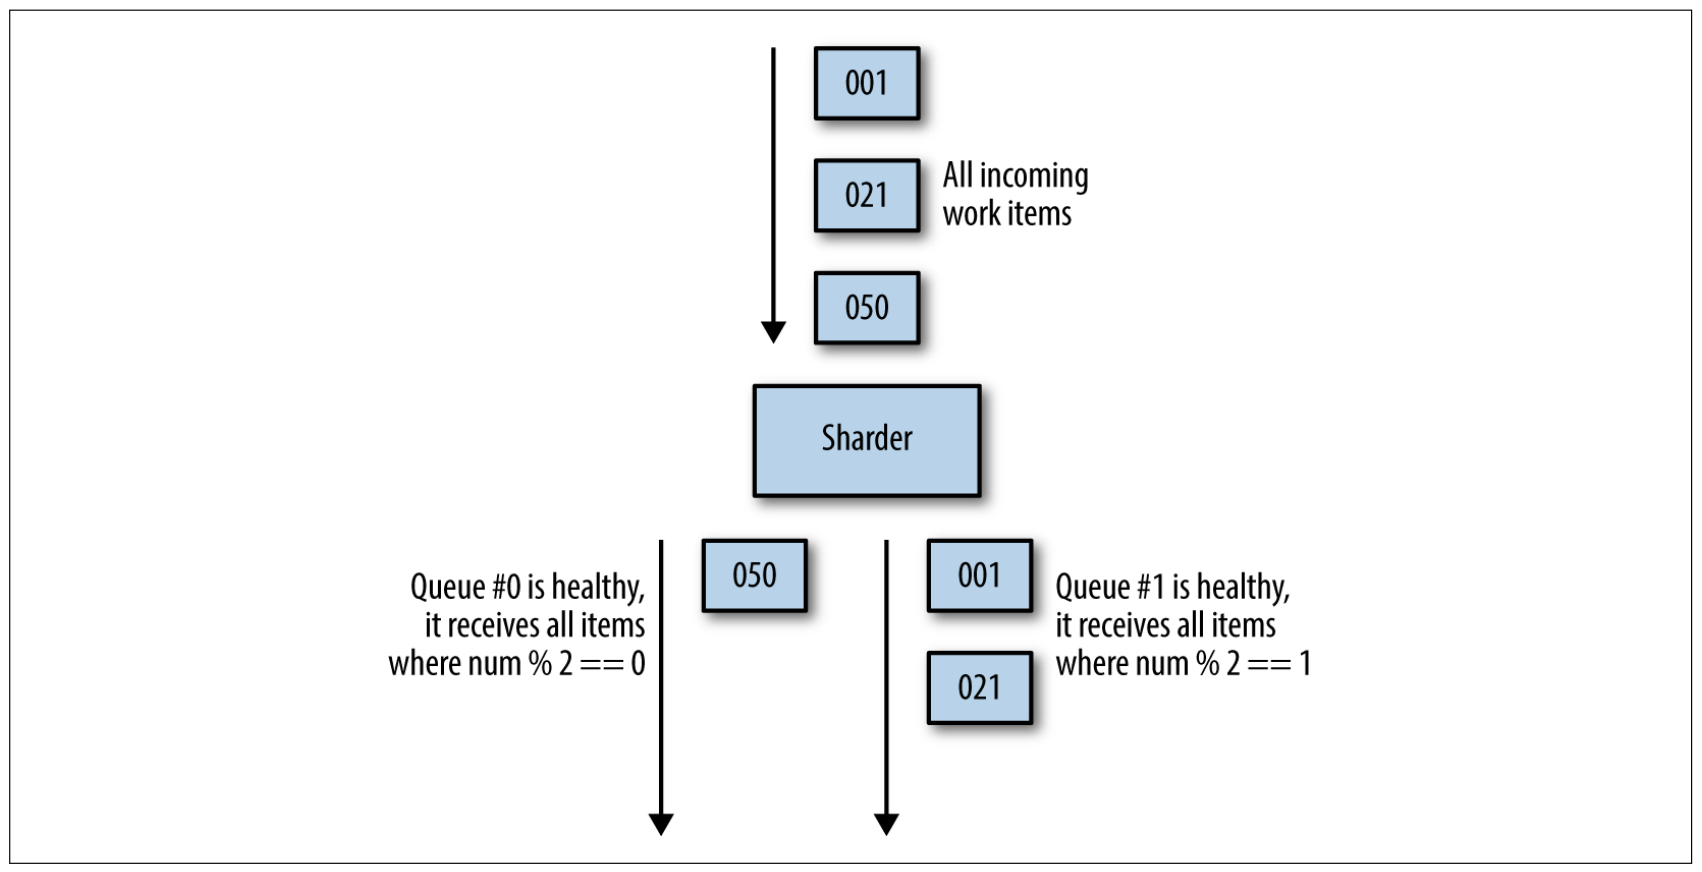 001
021
All incoming
work items
050
Sharder
050
Queue #0 is healthy,
it receives all items
where num % 2 == 0
001
021
Queue #1 is healthy,
it receives all items
where num % 2 == 1